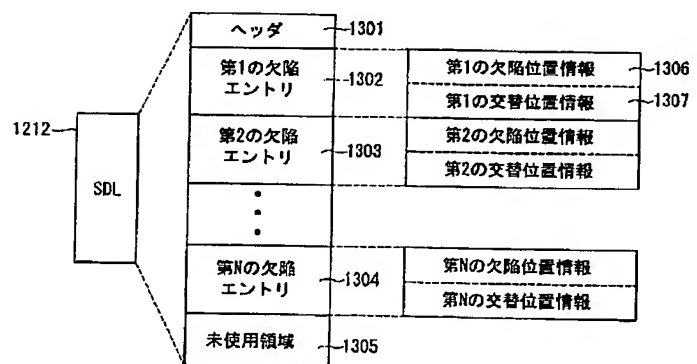 ヘッダ
1301
第1の欠陥
エントリ
1302
第1の欠陥位置情報
1306
第1の交替位置情報
1307
1212
SDL
第2の欠陥
エントリ
1303
第2の欠陥位置情報
第2の交替位置情報
第Nの欠陥
エントリ
1304
第Nの欠陥位置情報
第Nの交替位置情報
未使用領域
1305